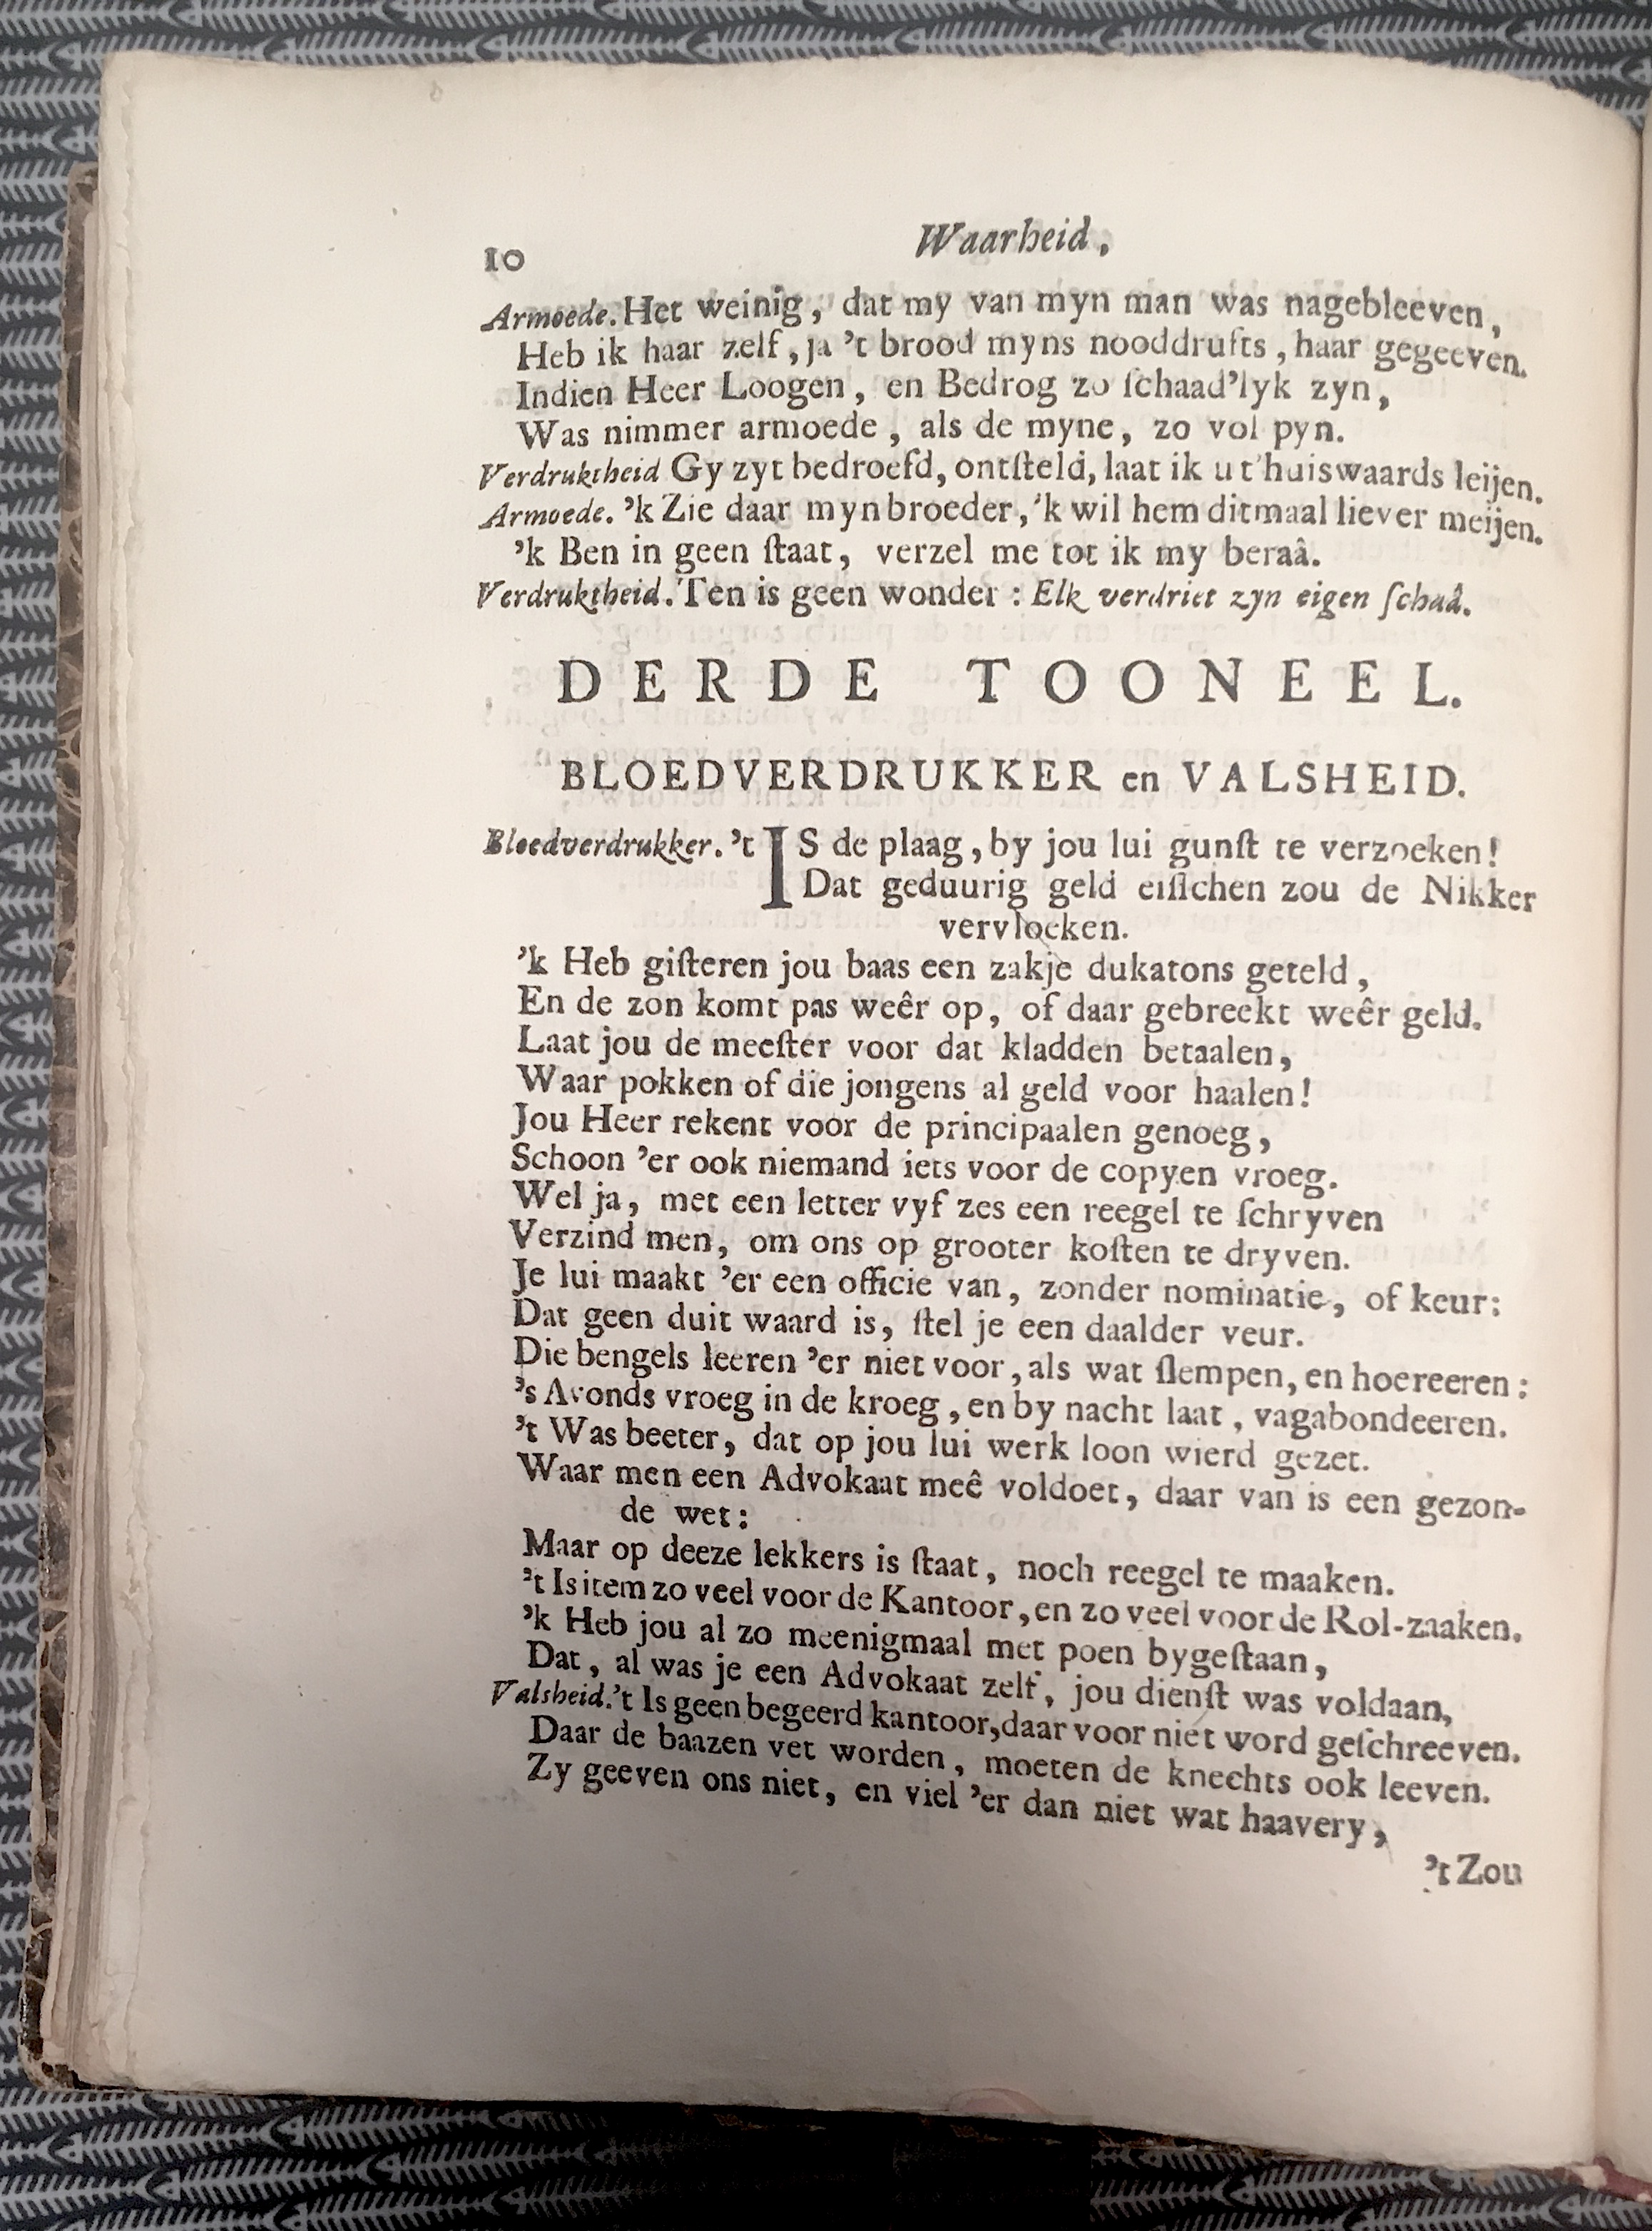 10 Waarheid,
Armoede. Het weinig, dat my van myn man was nagebleeven,
Heb ik haar zelf, ja 't brood myns nooddrufts, haar gegeeven.
Indien Heer Loogen, en Bedrog zo ſchaad'lyk zyn,
Was nimmer armoede, als de myne, zo vol pyn.
Verdruktheid Gy zyt bedroefd, ontſteld, laat ik u t'huiswaards leijen.
Armoede. 'k Zie daar myn broeder, 'k wil hem ditmaal liever meijen.
'k Ben in geen ſtaat, verzel me tot ik my beraâ.
Verdruktheid. Ten is geen wonder: Elk verdriet zyn eigen ſchaâ.
DERDE TOONEEL.
BLOEDVERDRUKKER en VALSHEID.
Bloedverdrukker. 't IS de plaag, by jou lui gunſt te verzoeken!
Dat geduurig geld eiſſchen zou de Nikker
vervloeken.
'k Heb giſteren jou baas een zakje dukatons geteld,
En de zon komt pas weêr op, of daar gebreekt weêr geld.
Laat jou de meeſter voor dat kladden betaalen,
Waar pokken of die jongens al geld voor haalen!
Jou Heer rekent voor de principaalen genoeg,
Schoon 'er ook niemand iets voor de copyen vroeg.
Wel ja, met een letter vyf zes een reegel te ſchryven
Verzind men, om ons op grooter koſten te dryven.
Je lui maakt 'er een officie van, zonder nominatie, of keur:
Dat geen duit waard is, ſtel je een daalder veur.
Die bengels leeren 'er niet voor, als wat ſlempen, en hoereeren:
's Avonds vroeg in de kroeg, en by nacht laat, vagabondeeren.
't Was beeter, dat op jou lui werk loon wierd gezet.
Waar men een Advokaat meê voldoet, daar van is een gezon-
de wet:
Maar op deeze lekkers is ſtaat, noch reegel te maaken.
't Is item zo veel voor de Kantoor, en zo veel voor de Rol-zaaken.
'k Heb jou al zo meenigmaal met poen bygeſtaan,
Dat, al was je een Advokaat zelf, jou dienſt was voldaan,
Valsheid. 't Is geen begeerd kantoor, daar voor niet word geſchreeven.
Daar de baazen vet worden, moeten de knechts ook leeven.
Zy geeven ons niet, en viel 'er dan niet wat haavery,
't Zou